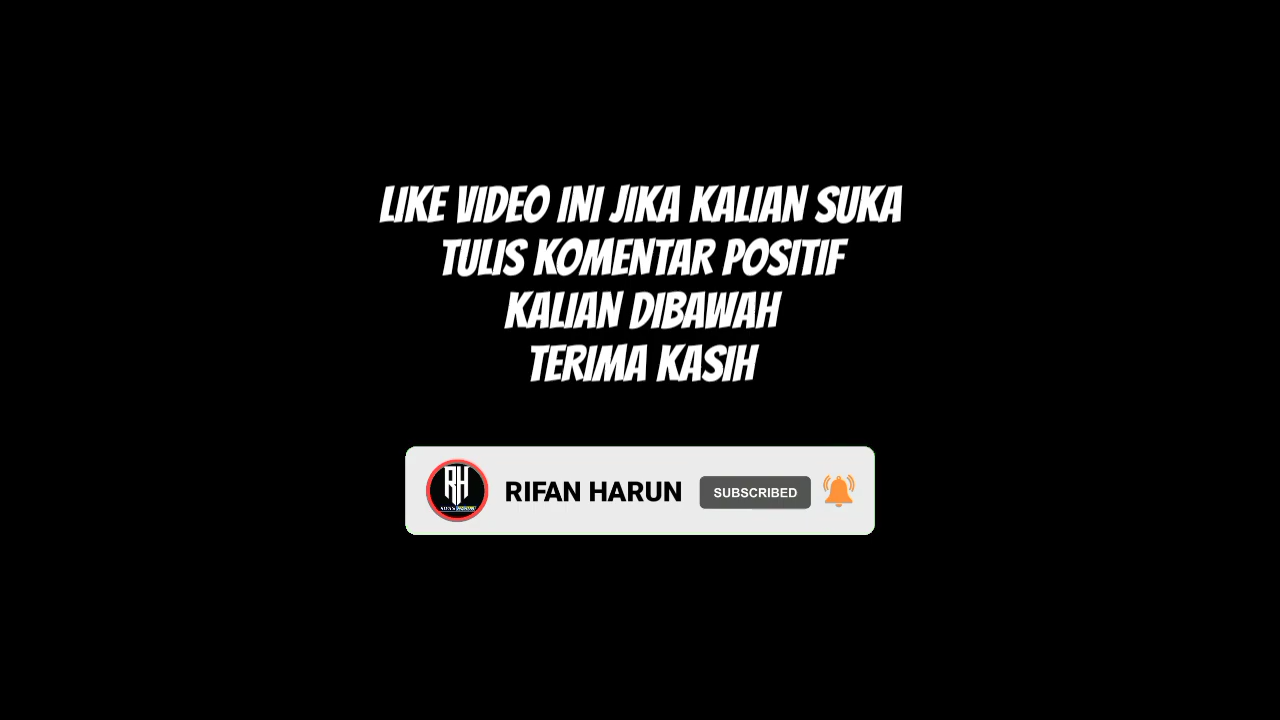 LIKE VIDEO INI JIKA KALIAN SUKA
TULIS KOMENTAR POSITIF
KALIAN DIBAWAH
TERIMA KASIH
RH
RIFAN HARUN
SUBSCRIBED